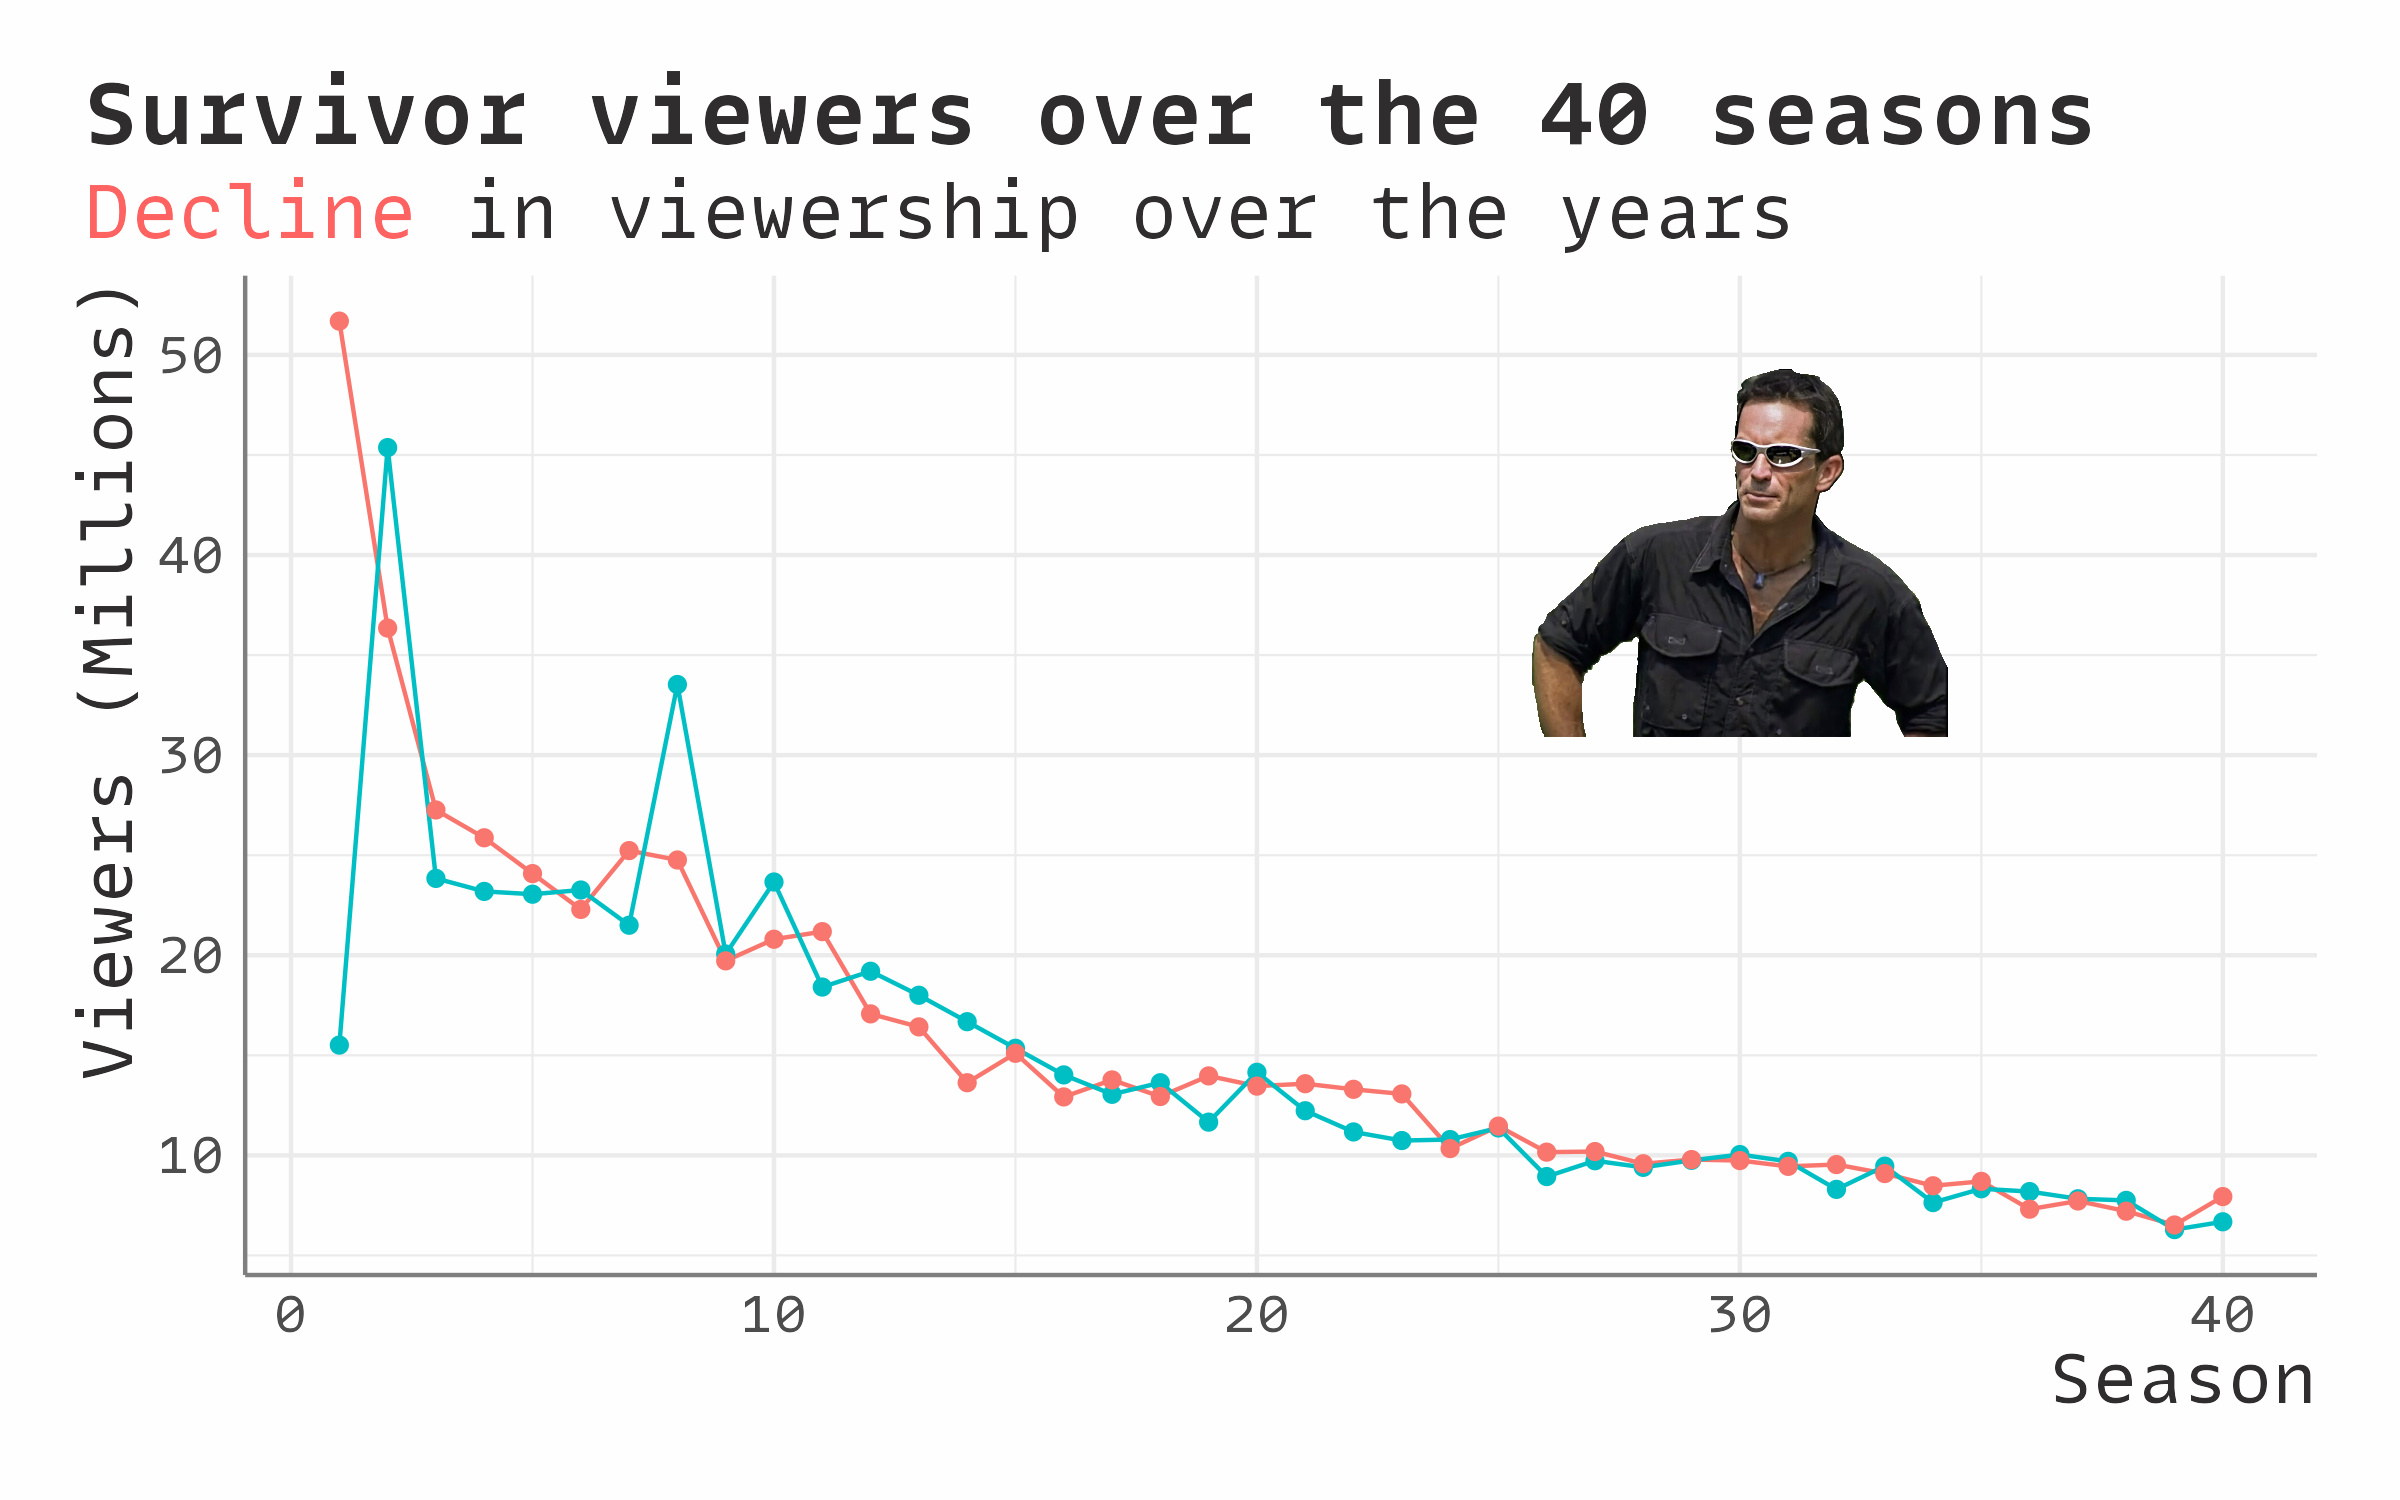 Survivor viewers over the 40 seasons
Decline in viewership over the years
Viewers (Millions)
50
40
30
20
10
0 10 20 30 40
Season